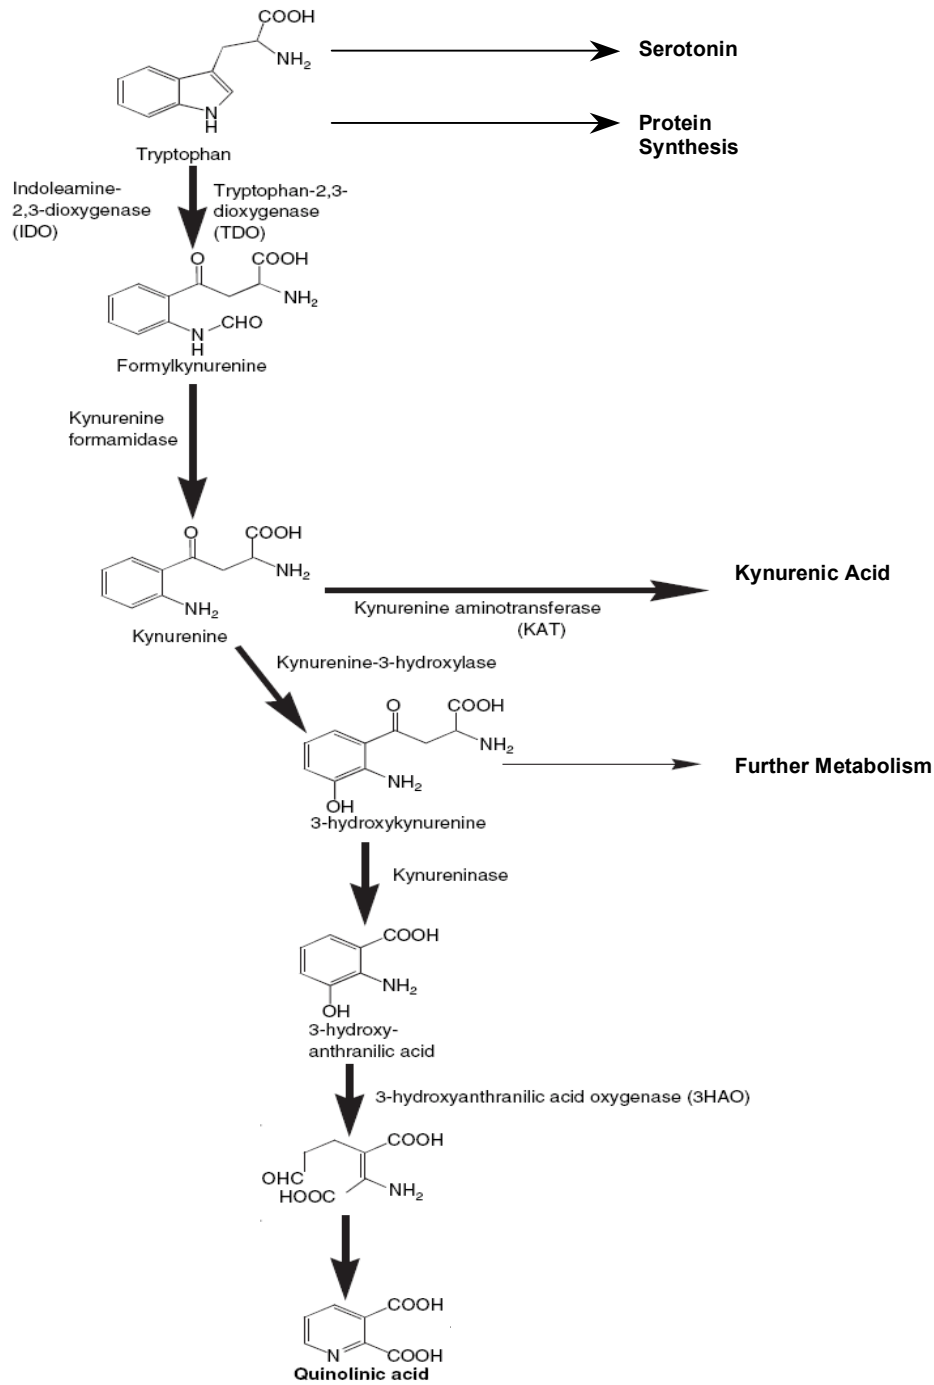 COOH
NH2
N
H
Tryptophan
Serotonin
Protein
Synthesis
Indoleamine-
2,3-dioxygenase
(IDO)
Tryptophan-2,3-
dioxygenase
(TDO)
O
COOH
NH2
N
H
CHO
Formylkynurenine
Kynurenine
formamidase
O
COOH
NH2
NH2
Kynurenine
Kynurenine aminotransferase
(KAT)
Kynurenic Acid
Kynurenine-3-hydroxylase
O
COOH
NH2
NH2
OH
3-hydroxykynurenine
Further Metabolism
Kynureninase
COOH
NH2
OH
3-hydroxy-
anthranilic acid
3-hydroxyanthranilic acid oxygenase (3HAO)
COOH
OHC
HOOC
NH2
COOH
N
COOH
Quinolinic acid